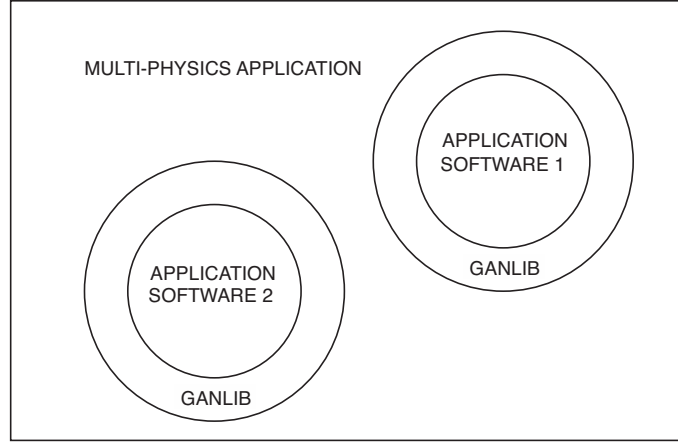 MULTI-PHYSICS APPLICATION
APPLICATION
SOFTWARE 1
GANLIB
APPLICATION
SOFTWARE 2
GANLIB